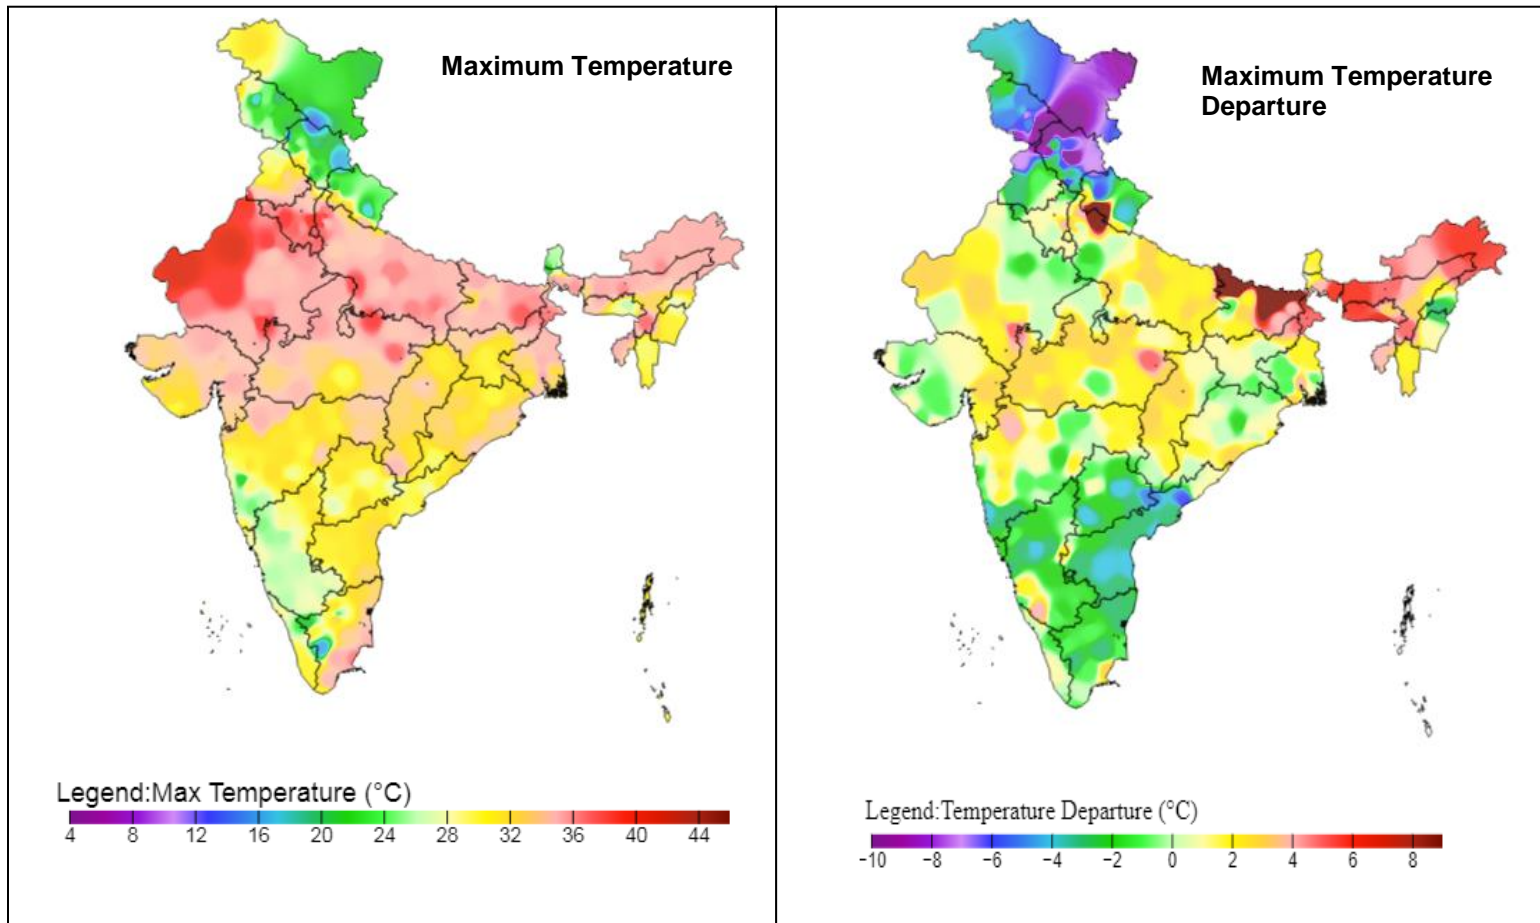 Maximum Temperature
Legend:Max Temperature (°C)
4 8 12 16 20 24 28 32 36 40 44
Maximum Temperature
Departure
Legend:Temperature Departure (°C)
−10 −8 −6 −4 −2 0 2 4 6 8